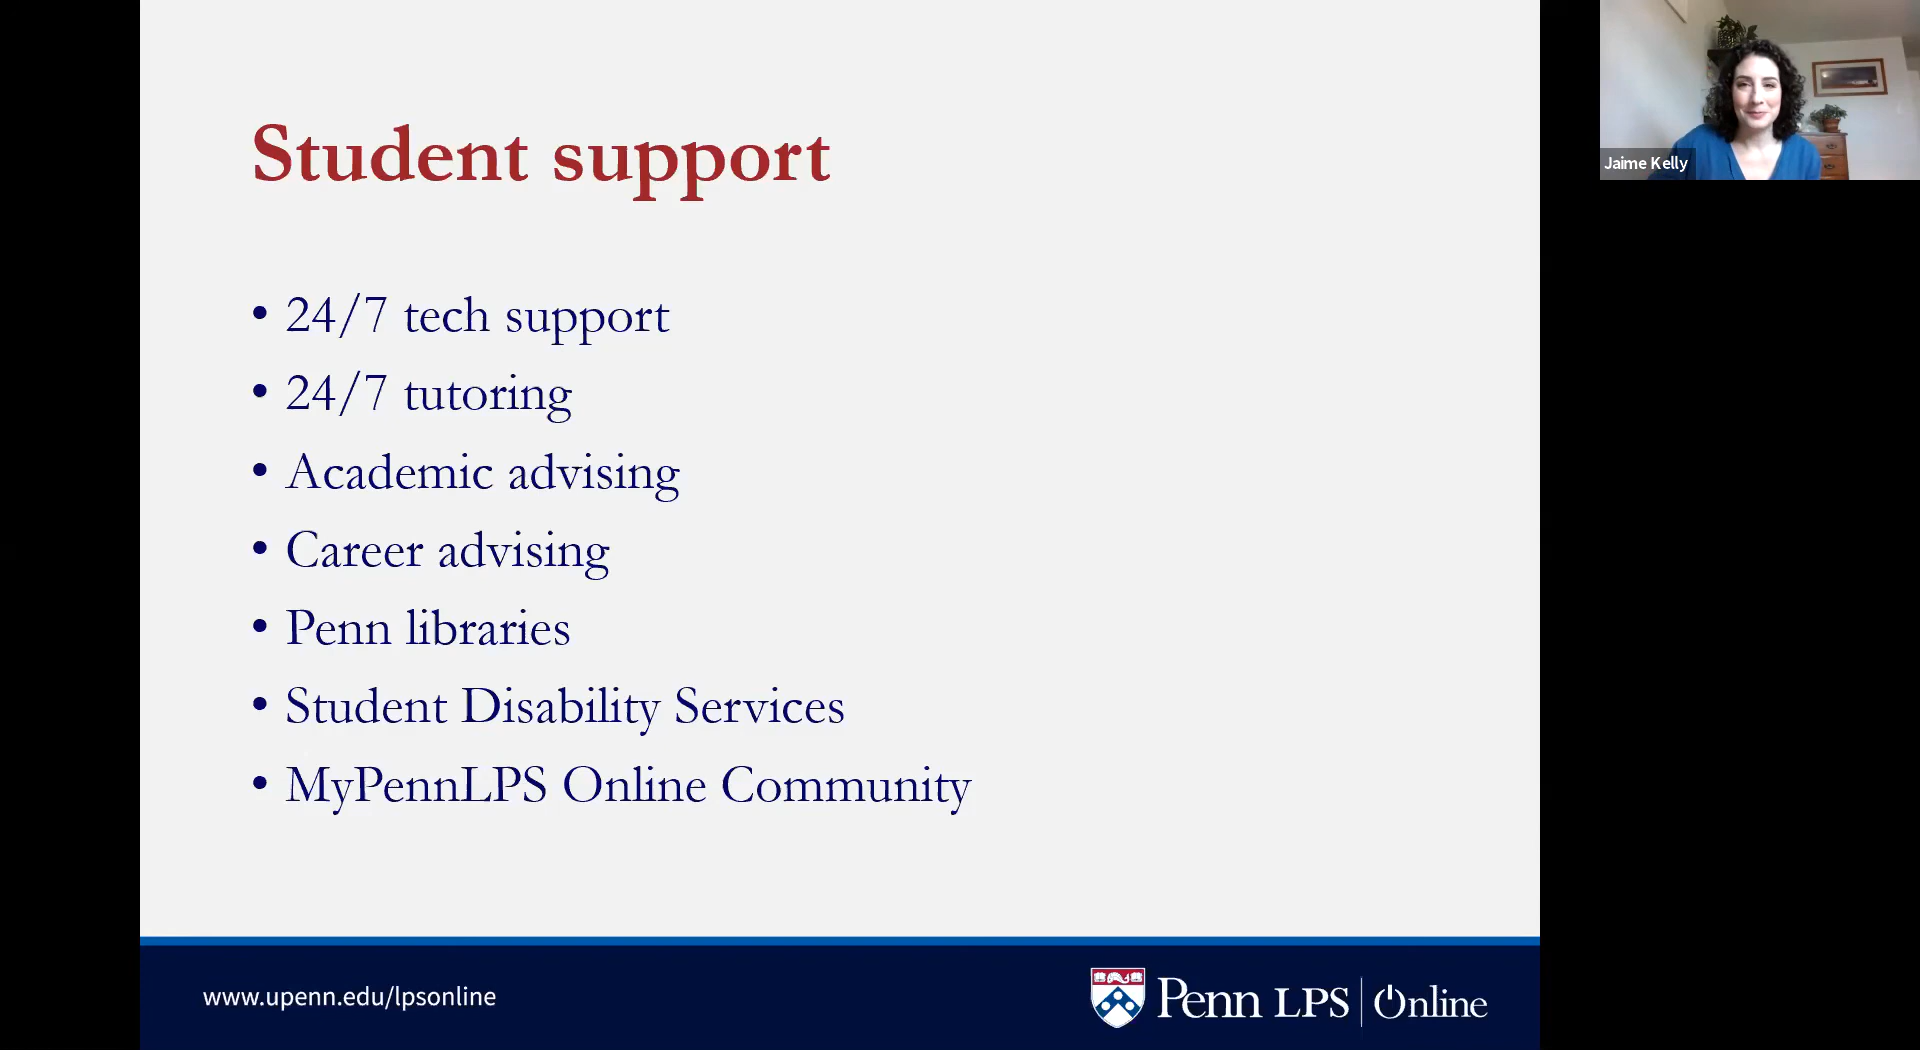 Student support
• 24/7 tech support
• 24/7 tutoring
• Academic advising
• Career advising
• Penn libraries
• Student Disability Services
• MyPennLPS Online Community
www.upenn.edu/lpsonline
Penn LPS | Online
Jaime Kelly